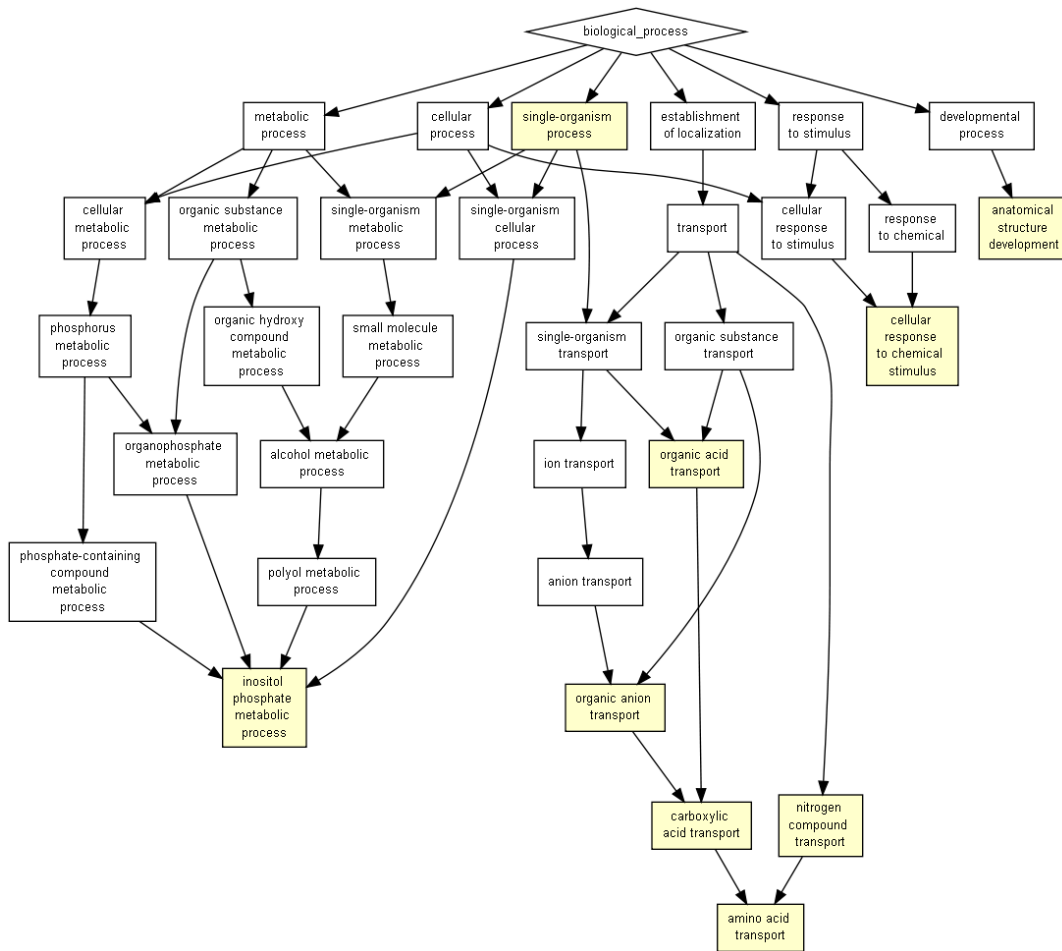 biological_process
metabolic
process
cellular
process
single-organism
process
establishment
of localization
response
to stimulus
developmental
process
cellular
metabolic
process
organic substance
metabolic
process
single-organism
metabolic
process
single-organism
cellular
process
transport
cellular
response
to stimulus
response
to chemical
anatomical
structure
development
phosphorus
metabolic
process
organic hydroxy
compound
metabolic
process
small molecule
metabolic
process
single-organism
transport
organic substance
transport
cellular
response
to chemical
stimulus
organophosphate
metabolic
process
alcohol metabolic
process
ion transport
organic acid
transport
phosphate-containing
compound
metabolic
process
polyol metabolic
process
anion transport
inositol
phosphate
metabolic
process
organic anion
transport
carboxylic
acid transport
nitrogen
compound
transport
amino acid
transport